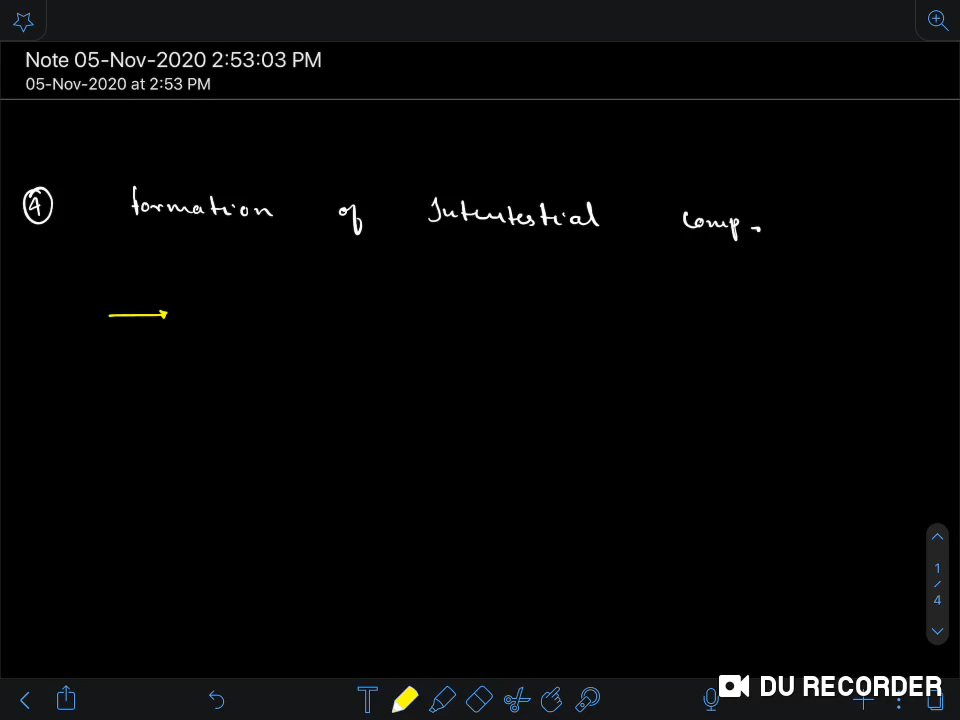 Note 05-Nov-2020 2:53:03 PM
05-Nov-2020 at 2:53 PM
④ formation of Intentestial comp.
1
/
4
DU RECORDER